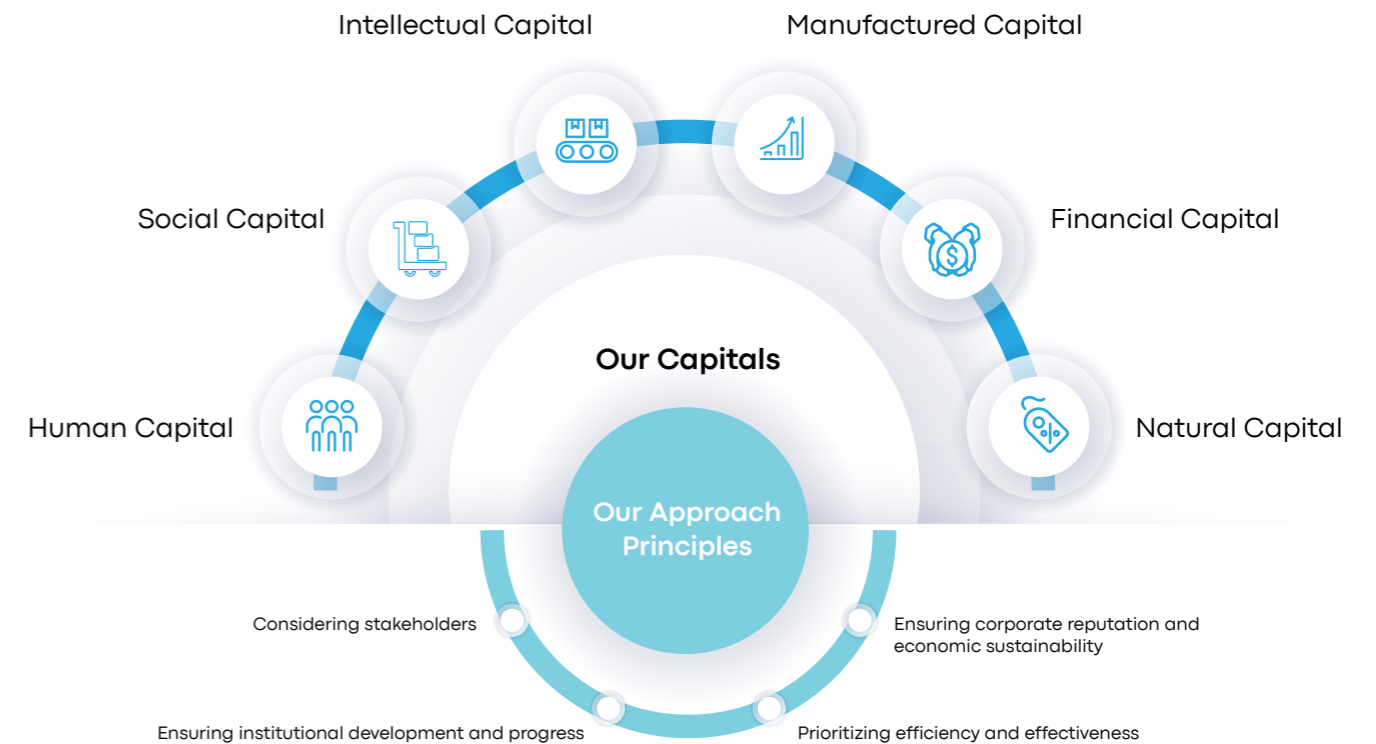 Intellectual Capital
Manufactured Capital
Social Capital
Financial Capital
Our Capitals
Human Capital
Natural Capital
Our Approach
Principles
Considering stakeholders
Ensuring corporate reputation and
economic sustainability
Ensuring institutional development and progress
Prioritizing efficiency and effectiveness